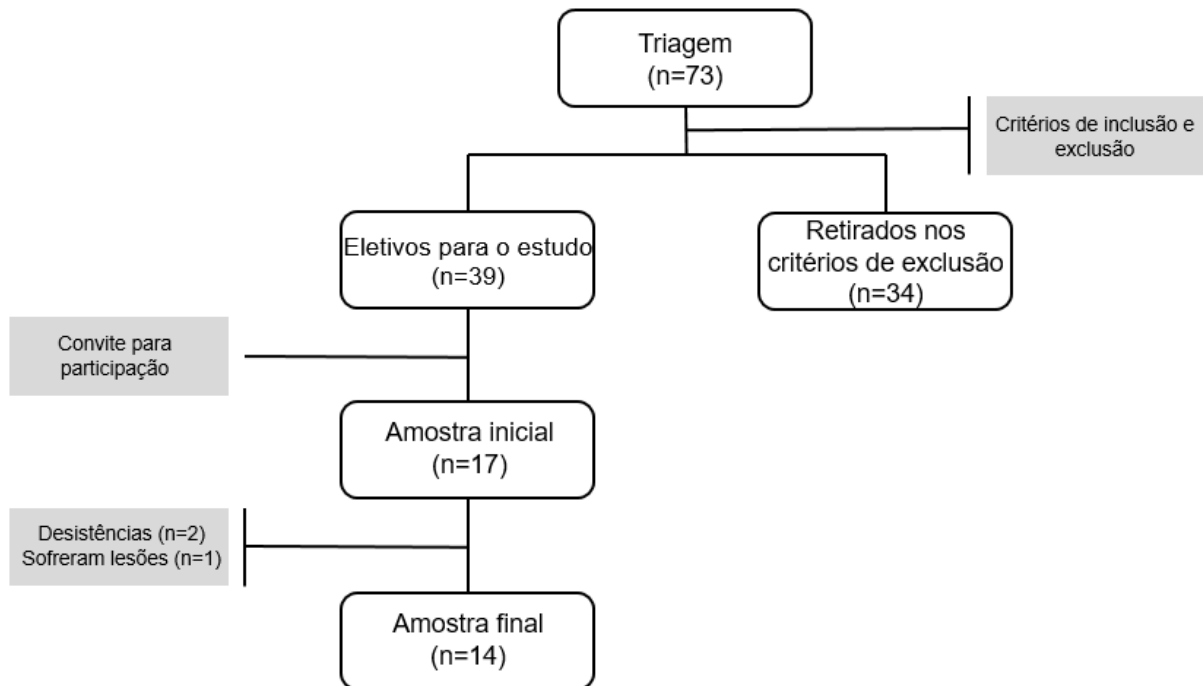 Triagem
(n=73)
Critérios de inclusão e
exclusão
Eletivos para o estudo
(n=39)
Retirados nos
critérios de exclusão
(n=34)
Convite para
participação
Amostra inicial
(n=17)
Desistências (n=2)
Sofreram lesões (n=1)
Amostra final
(n=14)